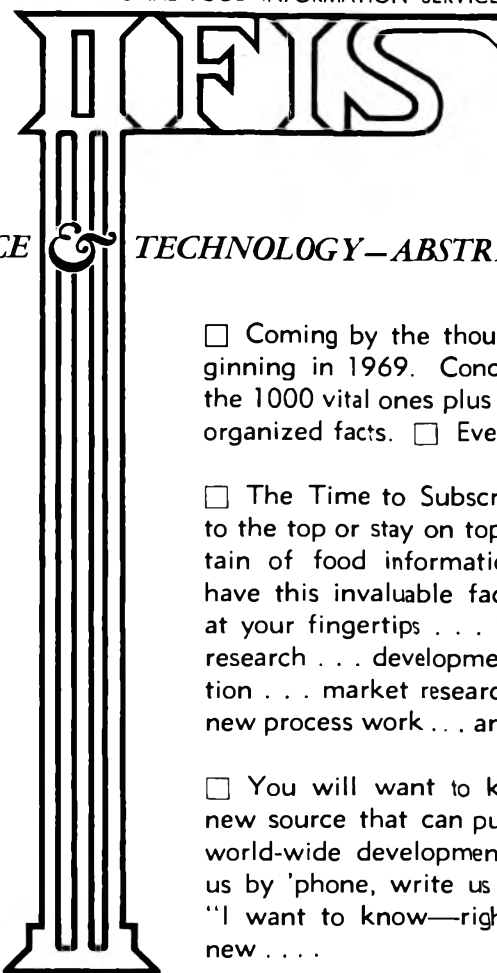 FOOD INFORMATION SERVICE
IFIS
& TECHNOLOGY—ABSTR
☐ Coming by the thou
ginning in 1969. Conc
the 1000 vital ones plus
organized facts. ☐ Eve
☐ The Time to Subscr
to the top or stay on top
tain of food informatio
have this invaluable fac
at your fingertips . . .
research . . . developme
tion . . . market researc
new process work . . . ar
☐ You will want to k
new source that can pu
world-wide developmen
us by 'phone, write us
"I want to know—righ
new . . . .